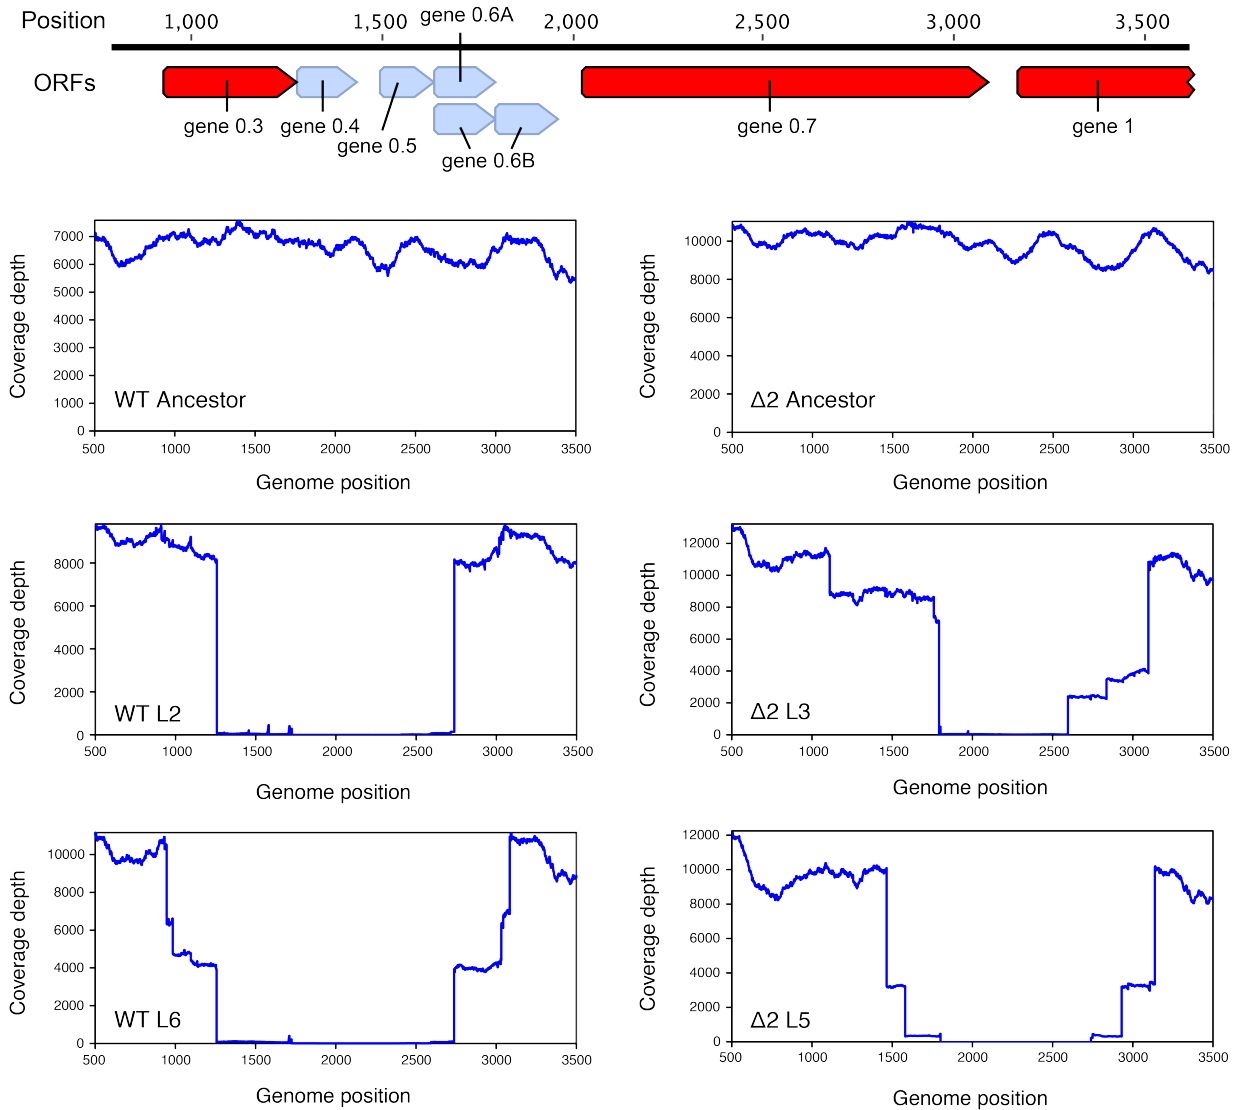 Position 1,000 1,500 gene 0.6A 2,000 2,500 3,000 3,500
ORFs
gene 0.3 gene 0.4 gene 0.5 gene 0.6B gene 0.7 gene 1
Coverage depth
7000
6000
5000
4000
3000
2000
1000
0
WT Ancestor
500 1000 1500 2000 2500 3000 3500
Genome position
Coverage depth
10000
8000
6000
4000
2000
0
Δ2 Ancestor
500 1000 1500 2000 2500 3000 3500
Genome position
Coverage depth
8000
6000
4000
2000
0
WT L2
500 1000 1500 2000 2500 3000 3500
Genome position
Coverage depth
12000
10000
8000
6000
4000
2000
0
Δ2 L3
500 1000 1500 2000 2500 3000 3500
Genome position
Coverage depth
10000
8000
6000
4000
2000
0
WT L6
500 1000 1500 2000 2500 3000 3500
Genome position
Coverage depth
12000
10000
8000
6000
4000
2000
0
Δ2 L5
500 1000 1500 2000 2500 3000 3500
Genome position